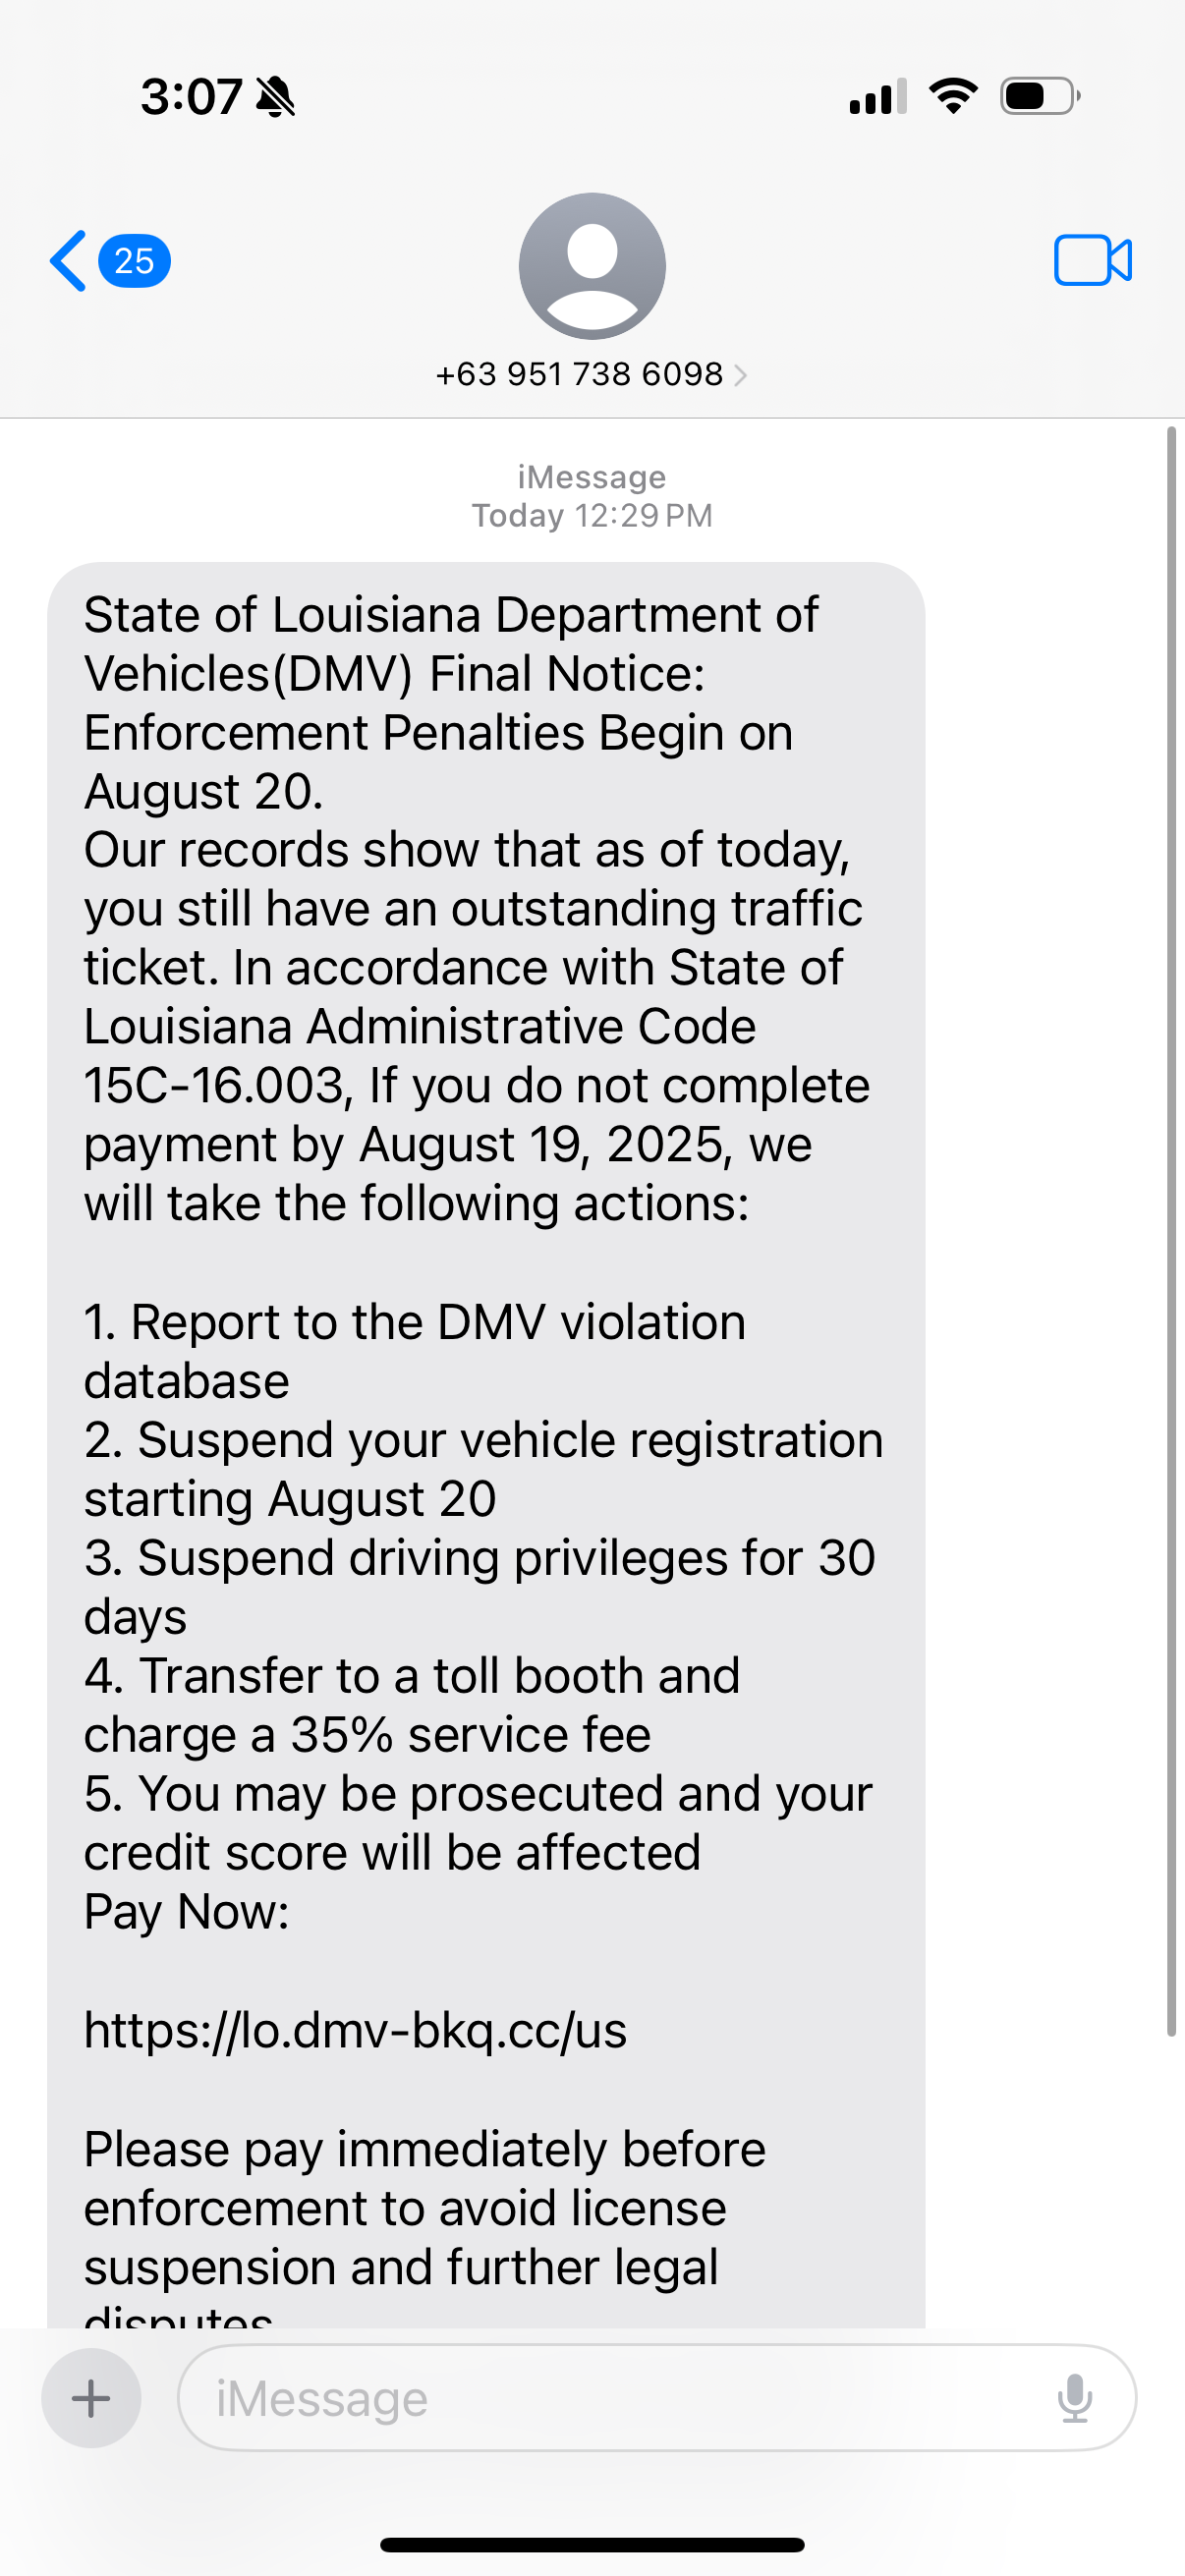 3:07
25
+63 951 738 6098
iMessage
Today 12:29 PM
State of Louisiana Department of
Vehicles(DMV) Final Notice:
Enforcement Penalties Begin on
August 20.
Our records show that as of today,
you still have an outstanding traffic
ticket. In accordance with State of
Louisiana Administrative Code
15C-16.003, If you do not complete
payment by August 19, 2025, we
will take the following actions:
1. Report to the DMV violation
database
2. Suspend your vehicle registration
starting August 20
3. Suspend driving privileges for 30
days
4. Transfer to a toll booth and
charge a 35% service fee
5. You may be prosecuted and your
credit score will be affected
Pay Now:
https://lo.dmv-bkq.cc/us
Please pay immediately before
enforcement to avoid license
suspension and further legal
disputes
iMessage